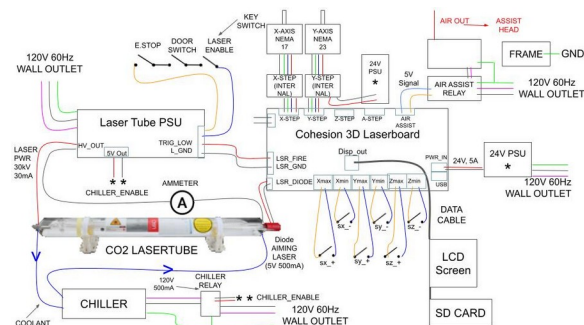 KEY
SWITCH
E.STOP
DOOR
SWITCH
LASER
ENABLE
X-AXIS
NEMA
17
Y-AXIS
NEMA
23
24V
PSU
*
AIR OUT
ASSIST
HEAD
FRAME
GND
120V 60Hz
WALL OUTLET
X-STEP
(INTER
NAL)
Y-STEP
(INTER
NAL)
5V
Signal
AIR ASSIST
RELAY
120V 60Hz
WALL OUTLET
Laser Tube PSU
HV_OUT
5V Out
TRIG_LOW
L_GND
X-STEP
Y-STEP
Z-STEP
A-STEP
AIR
ASSIST
Cohesion 3D Laserboard
LASER
PWR
30kV
30mA
* *
CHILLER_ENABLE
LSR_FIRE
LSR_GND
LSR_DIODE
Disp_out
PWR_IN
USB
24V, 5A
24V PSU
*
120V 60Hz
WALL OUTLET
Xmax
Xmin
Ymax
Ymin
Zmax
Zmin
AMMETER
A
CO2 LASERTUBE
Diode
AIMING
LASER
(5V 500mA)
sx_-
sy_-
sz_-
sx_+
sy_+
sz_+
DATA
CABLE
LCD
Screen
SD CARD
CHILLER
COOLANT
120V
500mA
CHILLER
RELAY
* * CHILLER_ENABLE
120V 60Hz
WALL OUTLET